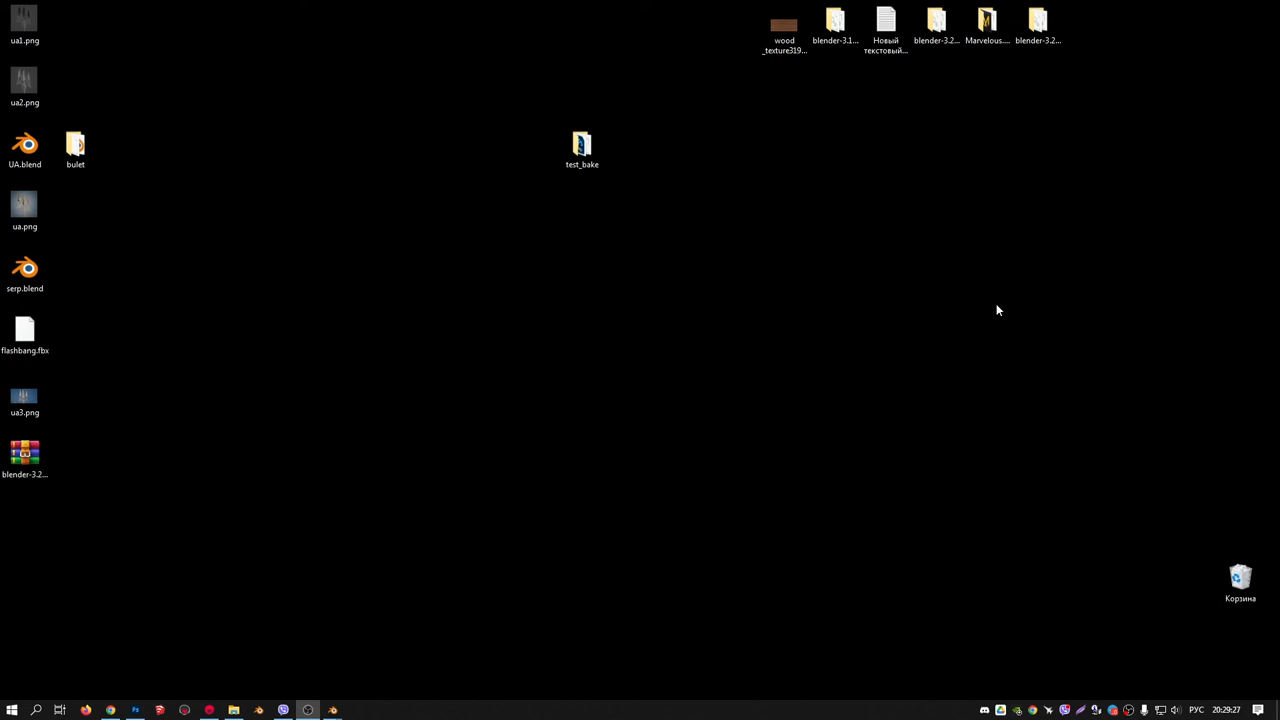 ua1.png
wood
_texture319...
blender-3.1...
Новый
текстовый...
blender-3.2...
Marvelous....
blender-3.2...
ua2.png
UA.blend
bulet
test_bake
ua.png
serp.blend
flashbang.fbx
ua3.png
blender-3.2...
Корзина
РУС
20:29:27